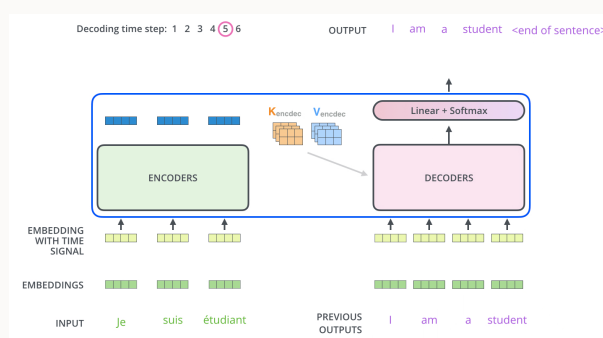 Decoding time step: 1 2 3 4 5 6
OUTPUT I am a student <end of sentence>
Kencdec Vencdec
Linear + Softmax
ENCODERS
DECODERS
EMBEDDING
WITH TIME
SIGNAL
EMBEDDINGS
INPUT Je suis étudiant
PREVIOUS
OUTPUTS
I am a student